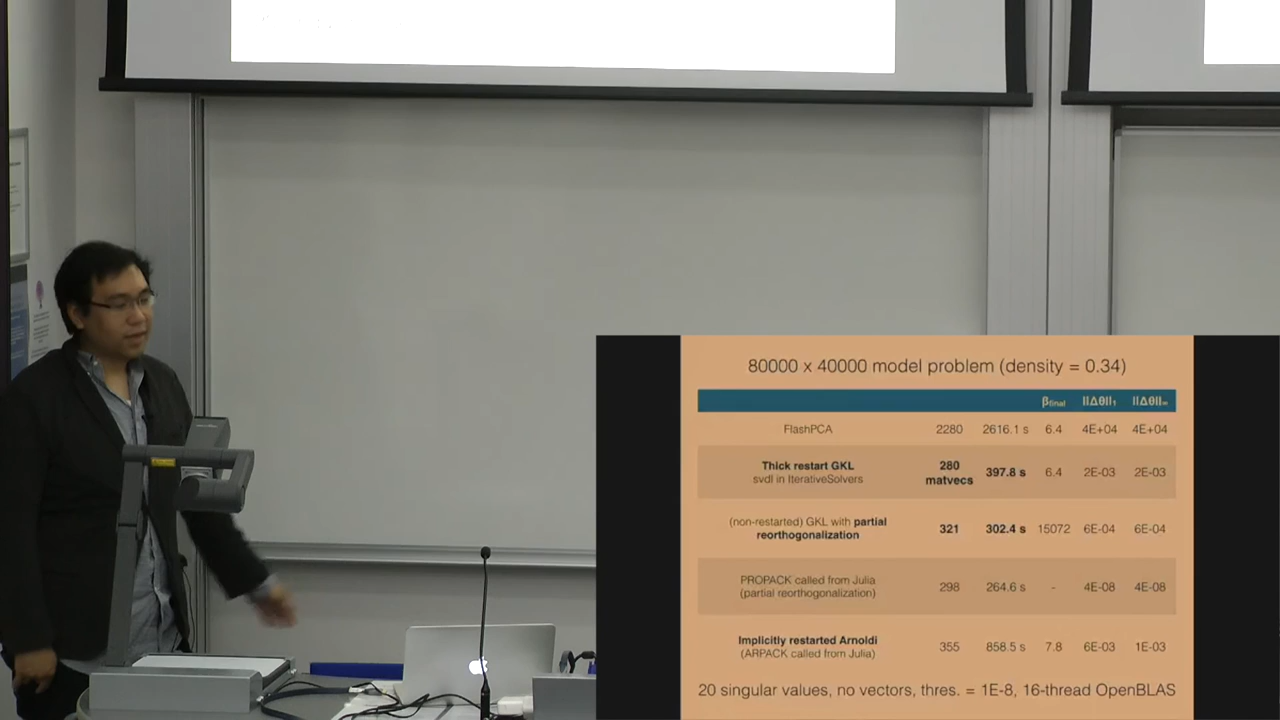 80000 x 40000 model problem (density = 0.34)
βfinal ||Δθ||₁ ||Δθ||∞
FlashPCA 2280 2616.1 s 6.4 4E+04 4E+04
Thick restart GKL
svdl in IterativeSolvers
280
matvecs
397.8 s 6.4 2E-03 2E-03
(non-restarted) GKL with partial
reorthogonalization
321 302.4 s 15072 6E-04 6E-04
PROPACK called from Julia
(partial reorthogonalization)
298 264.6 s - 4E-08 4E-08
Implicitly restarted Arnoldi
(ARPACK called from Julia)
355 858.5 s 7.8 6E-03 1E-03
20 singular values, no vectors, thres. = 1E-8, 16-thread OpenBLAS